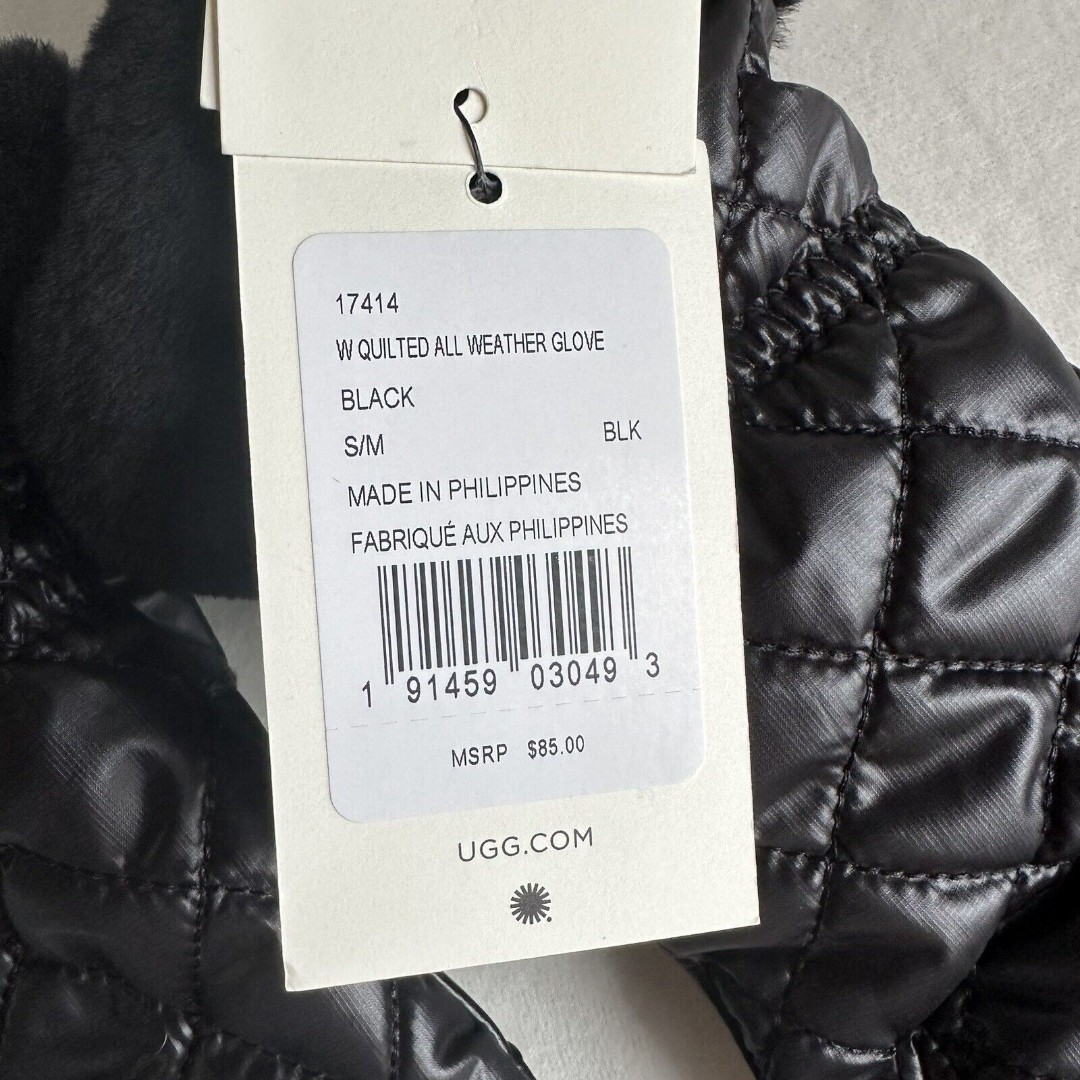 17414
W QUILTED ALL WEATHER GLOVE
BLACK
S/M BLK
MADE IN PHILIPPINES
FABRIQUÉ AUX PHILIPPINES
1 91459 03049 3
MSRP $85.00
UGG.COM